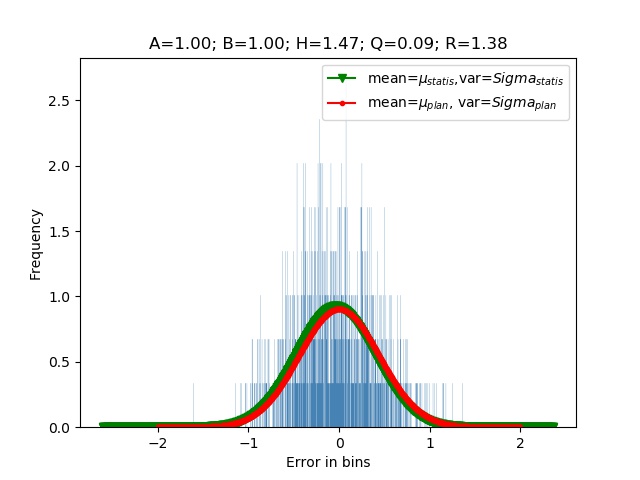 A=1.00; B=1.00; H=1.47; Q=0.09; R=1.38
mean=μstatis,var=Sigmastatis
mean=μplan, var=Sigmaplan
2.5
2.0
1.5
1.0
0.5
0.0
Frequency
−2 −1 0 1 2
Error in bins